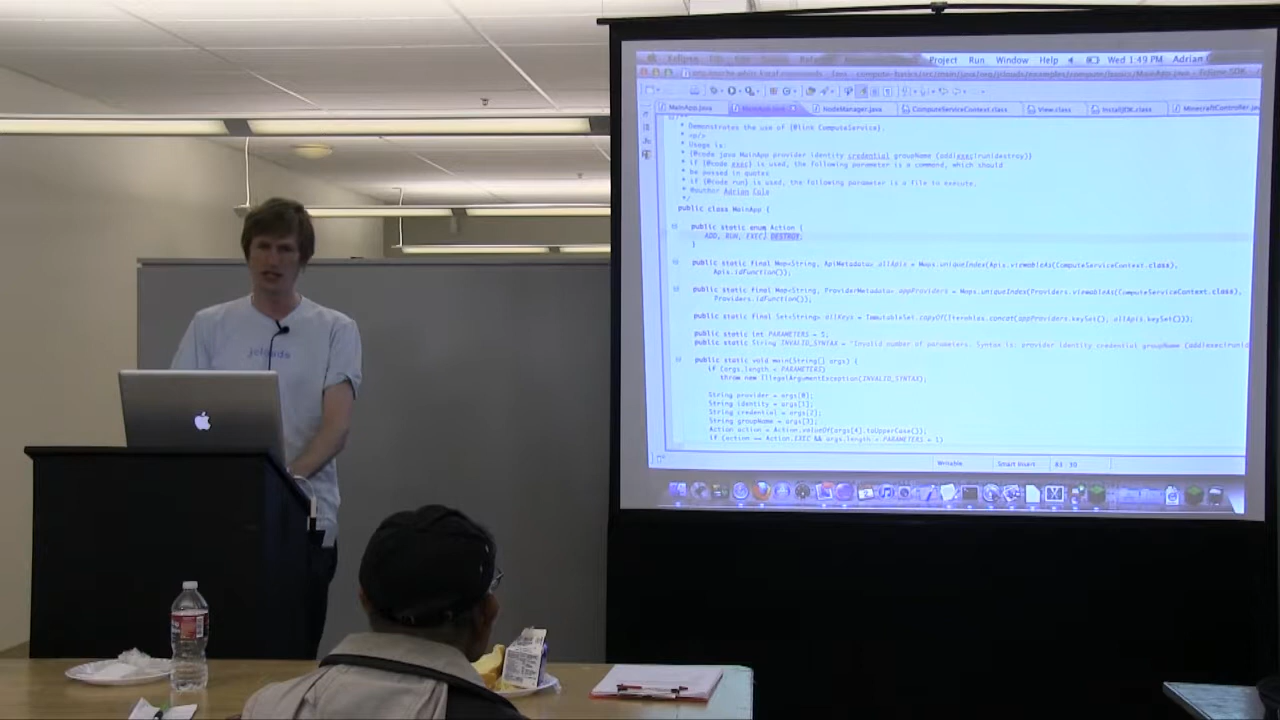 Project Run Window Help Wed 1:49 PM Adrian
MainApp.java NodeManager.java ComputeServiceContext.class View.class InstallJDK.class MinecraftController.java
* Demonstrates the use of {@link ComputeService}.
* <p/>
* Usage is:
* {@code java MainApp provider identity credential groupName (add|exec|run|destroy)}
* if {@code exec} is used, the following parameter is a command, which should
* be passed in quotes
* if {@code run} is used, the following parameter is a file to execute.
* @author Adrian Cole
*/
public class MainApp {
public static enum Action {
ADD, RUN, EXEC, DESTROY;
}
public static final Map<String, ApiMetadata> allApis = Maps.uniqueIndex(Apis.viewableAs(ComputeServiceContext.class),
Apis.idFunction());
public static final Map<String, ProviderMetadata> appProviders = Maps.uniqueIndex(Providers.viewableAs(ComputeServiceContext.class),
Providers.idFunction());
public static final Set<String> allKeys = ImmutableSet.copyOf(Iterables.concat(appProviders.keySet(), allApis.keySet()));
public static int PARAMETERS = 5;
public static String INVALID_SYNTAX = "Invalid number of parameters. Syntax is: provider identity credential groupName (add|exec|run|d
public static void main(String[] args) {
if (args.length < PARAMETERS)
throw new IllegalArgumentException(INVALID_SYNTAX);
String provider = args[0];
String identity = args[1];
String credential = args[2];
String groupName = args[3];
Action action = Action.valueOf(args[4].toUpperCase());
if (action == Action.EXEC && args.length < PARAMETERS + 1)
Writable Smart Insert 83 : 30
jclouds